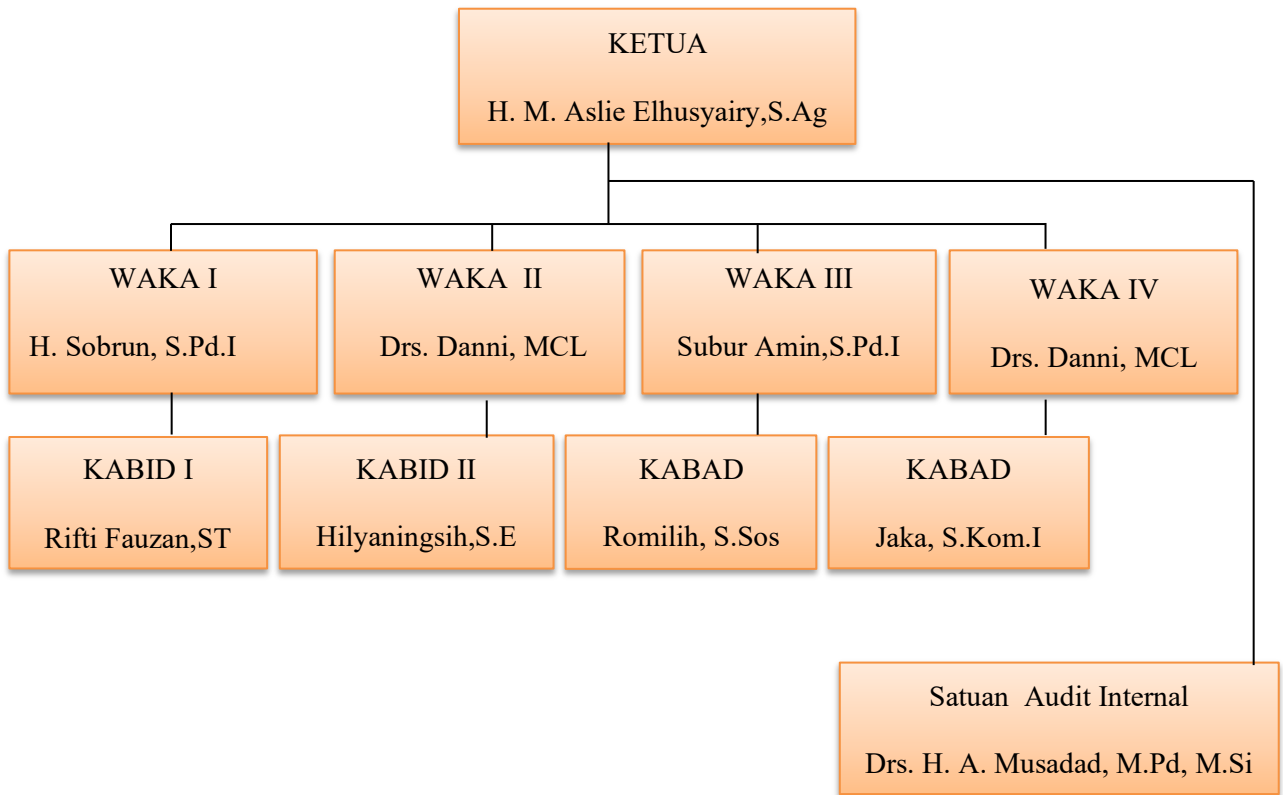 KETUA
H. M. Aslie Elhusyairy,S.Ag
WAKA I
H. Sobrun, S.Pd.I
WAKA  II
Drs. Danni, MCL
WAKA III
Subur Amin,S.Pd.I
WAKA IV
Drs. Danni, MCL
KABID I
Rifti Fauzan,ST
KABID II
Hilyaningsih,S.E
KABAD
Romilih, S.Sos
KABAD
Jaka, S.Kom.I
Satuan  Audit Internal
Drs. H. A. Musadad, M.Pd, M.Si